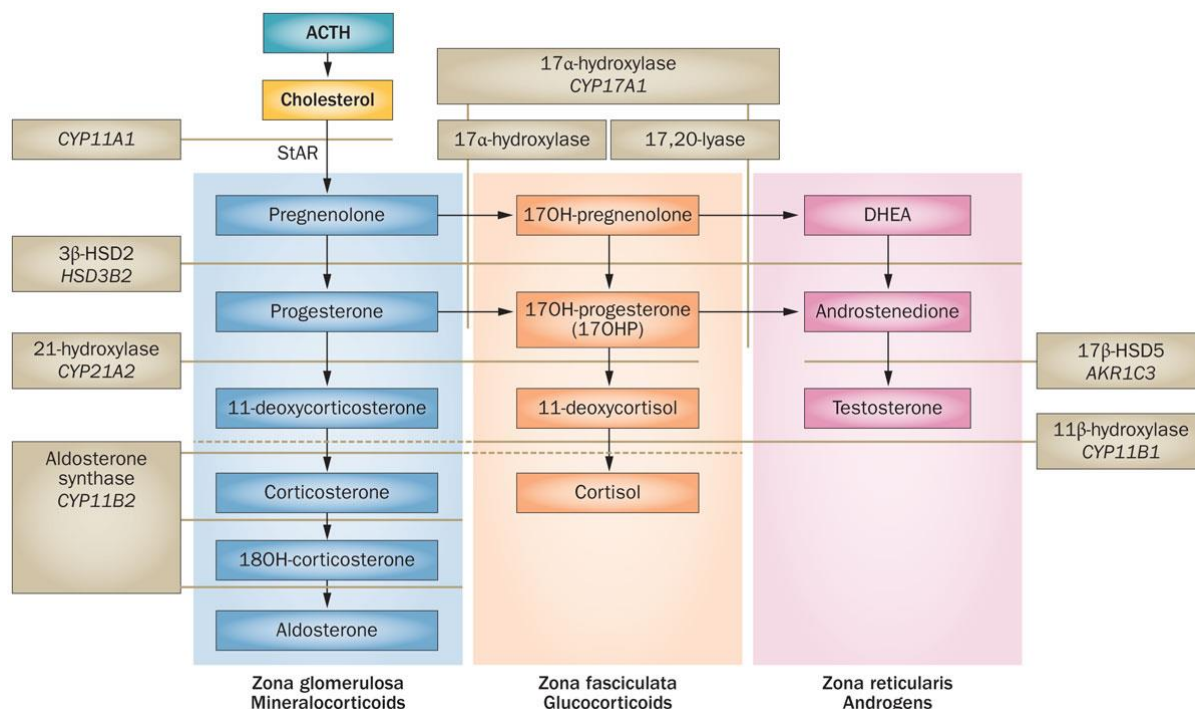 ACTH
17α-hydroxylase
CYP17A1
Cholesterol
CYP11A1
StAR
17α-hydroxylase
17,20-lyase
Pregnenolone
17OH-pregnenolone
DHEA
3β-HSD2
HSD3B2
Progesterone
17OH-progesterone
(17OHP)
Androstenedione
21-hydroxylase
CYP21A2
17β-HSD5
AKR1C3
11-deoxycorticosterone
11-deoxycortisol
Testosterone
11β-hydroxylase
CYP11B1
Aldosterone
synthase
CYP11B2
Corticosterone
Cortisol
18OH-corticosterone
Aldosterone
Zona glomerulosa
Mineralocorticoids
Zona fasciculata
Glucocorticoids
Zona reticularis
Androgens